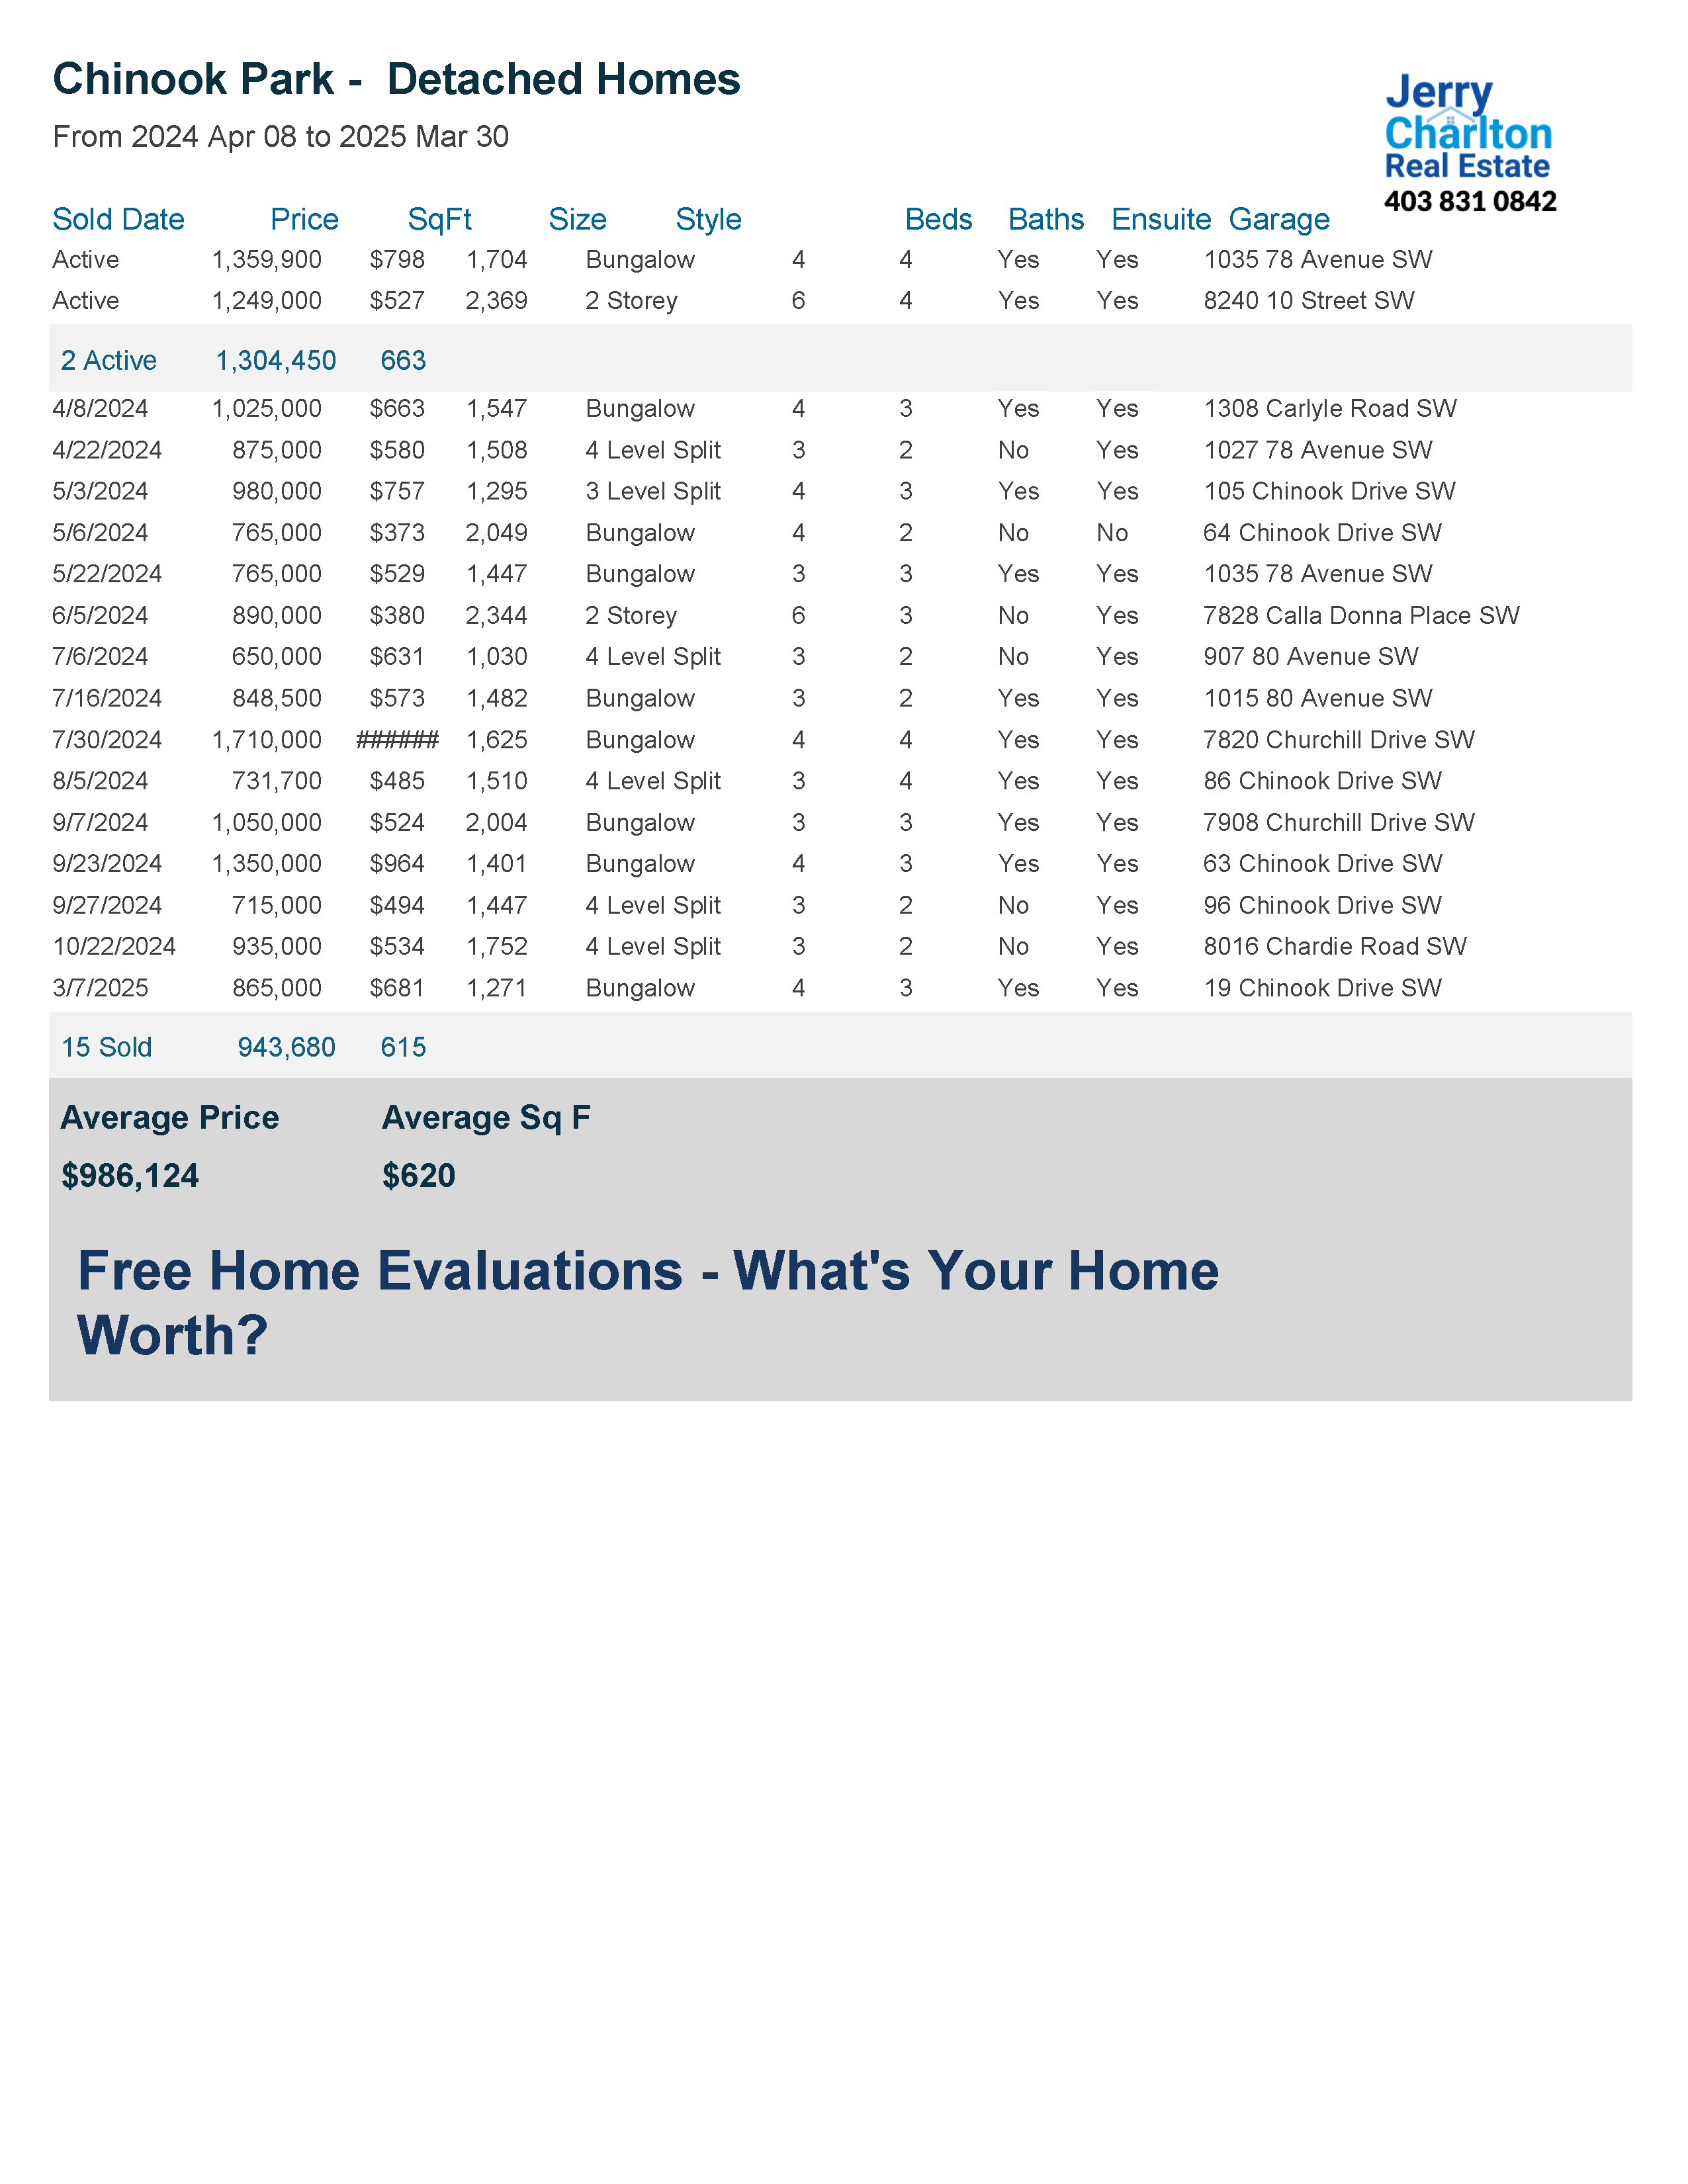 Chinook Park -  Detached Homes
From 2024 Apr 08 to 2025 Mar 30
Jerry
Charlton
Real Estate
403 831 0842
Sold Date Price SqFt Size Style Beds Baths Ensuite Garage
Active 1,359,900 $798 1,704 Bungalow 4 4 Yes Yes 1035 78 Avenue SW
Active 1,249,000 $527 2,369 2 Storey 6 4 Yes Yes 8240 10 Street SW
2 Active 1,304,450 663
4/8/2024 1,025,000 $663 1,547 Bungalow 4 3 Yes Yes 1308 Carlyle Road SW
4/22/2024 875,000 $580 1,508 4 Level Split 3 2 No Yes 1027 78 Avenue SW
5/3/2024 980,000 $757 1,295 3 Level Split 4 3 Yes Yes 105 Chinook Drive SW
5/6/2024 765,000 $373 2,049 Bungalow 4 2 No No 64 Chinook Drive SW
5/22/2024 765,000 $529 1,447 Bungalow 3 3 Yes Yes 1035 78 Avenue SW
6/5/2024 890,000 $380 2,344 2 Storey 6 3 No Yes 7828 Calla Donna Place SW
7/6/2024 650,000 $631 1,030 4 Level Split 3 2 No Yes 907 80 Avenue SW
7/16/2024 848,500 $573 1,482 Bungalow 3 2 Yes Yes 1015 80 Avenue SW
7/30/2024 1,710,000 ###### 1,625 Bungalow 4 4 Yes Yes 7820 Churchill Drive SW
8/5/2024 731,700 $485 1,510 4 Level Split 3 4 Yes Yes 86 Chinook Drive SW
9/7/2024 1,050,000 $524 2,004 Bungalow 3 3 Yes Yes 7908 Churchill Drive SW
9/23/2024 1,350,000 $964 1,401 Bungalow 4 3 Yes Yes 63 Chinook Drive SW
9/27/2024 715,000 $494 1,447 4 Level Split 3 2 No Yes 96 Chinook Drive SW
10/22/2024 935,000 $534 1,752 4 Level Split 3 2 No Yes 8016 Chardie Road SW
3/7/2025 865,000 $681 1,271 Bungalow 4 3 Yes Yes 19 Chinook Drive SW
15 Sold 943,680 615
Average Price Average Sq F
$986,124 $620
Free Home Evaluations - What's Your Home
Worth?